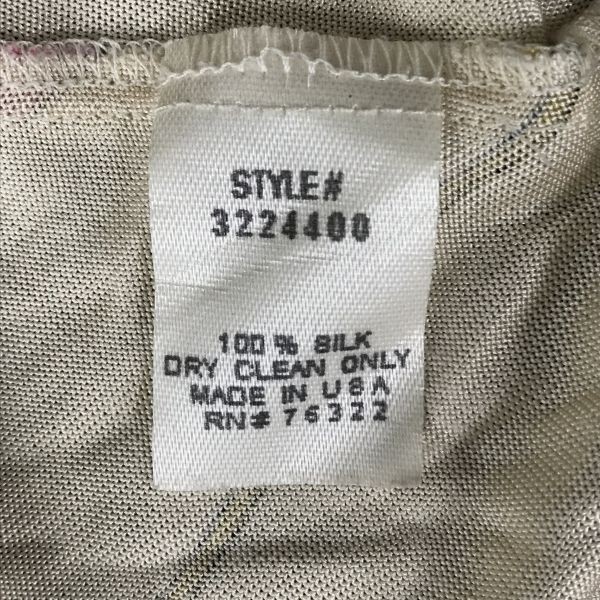 STYLE#
3224400
100% SILK
DRY CLEAN ONLY
MADE IN USA
RN# 76322